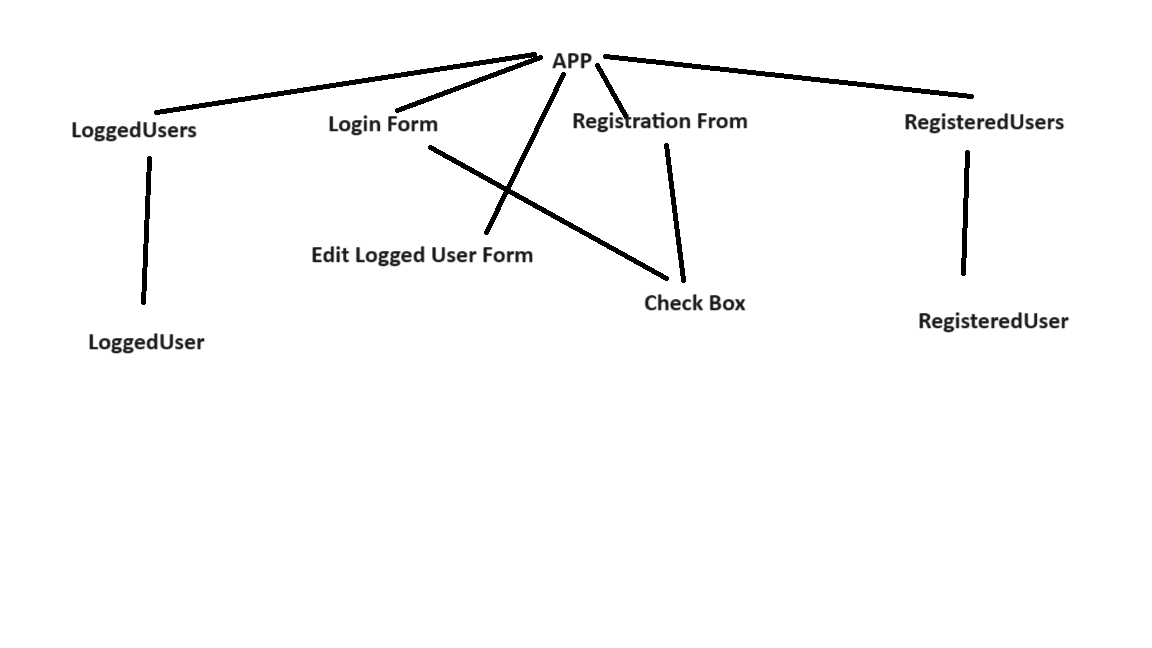 APP
LoggedUsers
Login Form
Registration From
RegisteredUsers
Edit Logged User Form
Check Box
LoggedUser
RegisteredUser